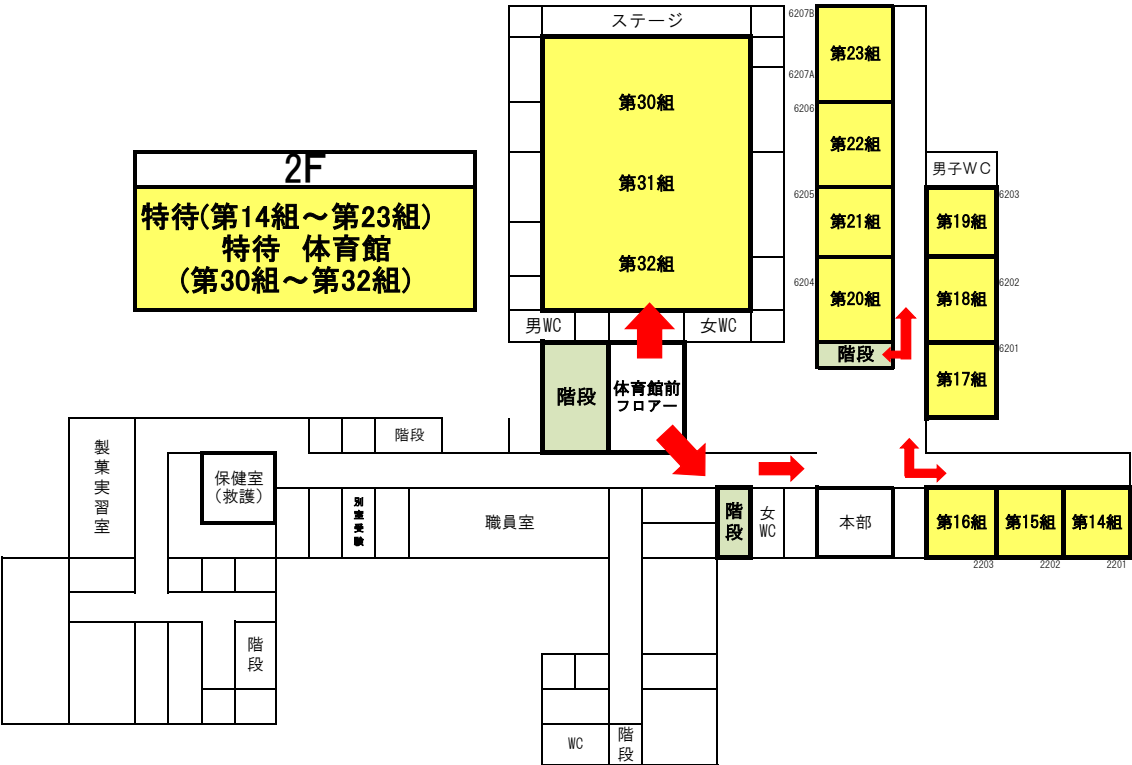 ステージ
6207B
第23組
6207A
6206
第30組
第22組
2F
男子WC
第31組
6205
6203
特待(第14組～第23組)
第21組
第19組
特待 体育館
第32組
(第30組～第32組)
6204
6202
第20組
第18組
男WC
女WC
階段
6201
階段
体育館前
フロアー
第17組
階段
製菓実習室
保健室
(救護)
別室受験
職員室
階段
女WC
本部
第16組
第15組
第14組
2203
2202
2201
階段
WC
階段